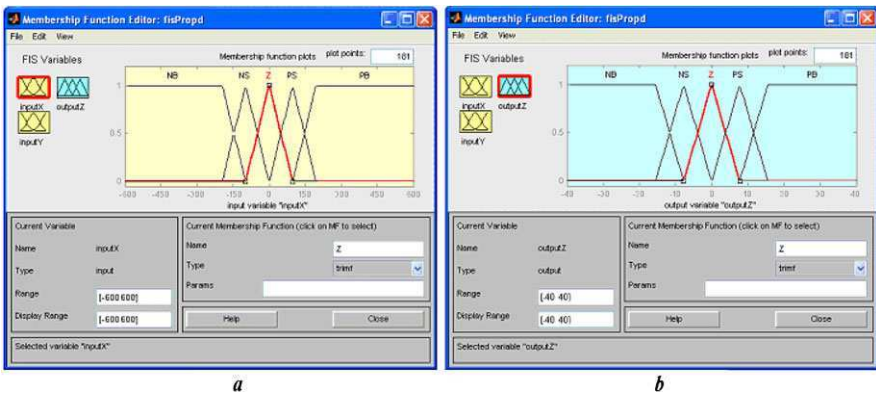 Membership Function Editor: fisPropd
File Edit View
FIS Variables
Membership function plots plot points: 181
NB NS Z PS PB
inputX outputZ
inputY
1
0.5
0
-600 -450 -300 -150 0 150 300 450 600
input variable "inputX"
Current Variable
Name inputX
Type input
Range [-600 600]
Display Range [-600 600]
Current Membership Function (click on MF to select)
Name Z
Type trimf
Params
Help Close
Selected variable "inputX"
a
Membership Function Editor: fisPropd
File Edit View
FIS Variables
Membership function plots plot points: 181
NB NS Z PS PB
inputX outputZ
inputY
1
0.5
0
-40 -30 -20 -10 0 10 20 30 40
output variable "outputZ"
Current Variable
Name outputZ
Type output
Range [-40 40]
Display Range [-40 40]
Current Membership Function (click on MF to select)
Name Z
Type trimf
Params
Help Close
Selected variable "outputZ"
b